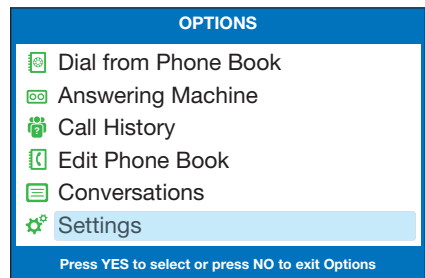 OPTIONS
Dial from Phone Book
Answering Machine
Call History
Edit Phone Book
Conversations
Settings
Press YES to select or press NO to exit Options